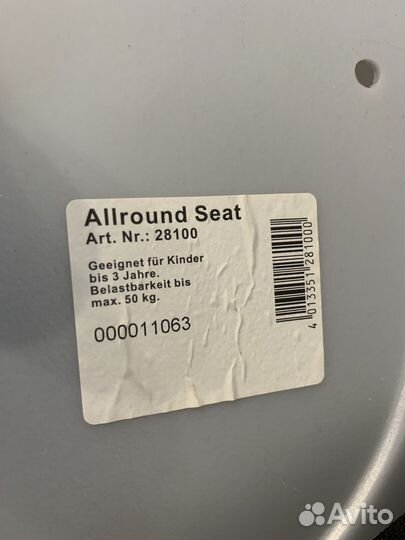 Allround Seat
Art. Nr.: 28100
Geeignet für Kinder
bis 3 Jahre.
Belastbarkeit bis
max. 50 kg.
000011063
4 013351 281000
Avito